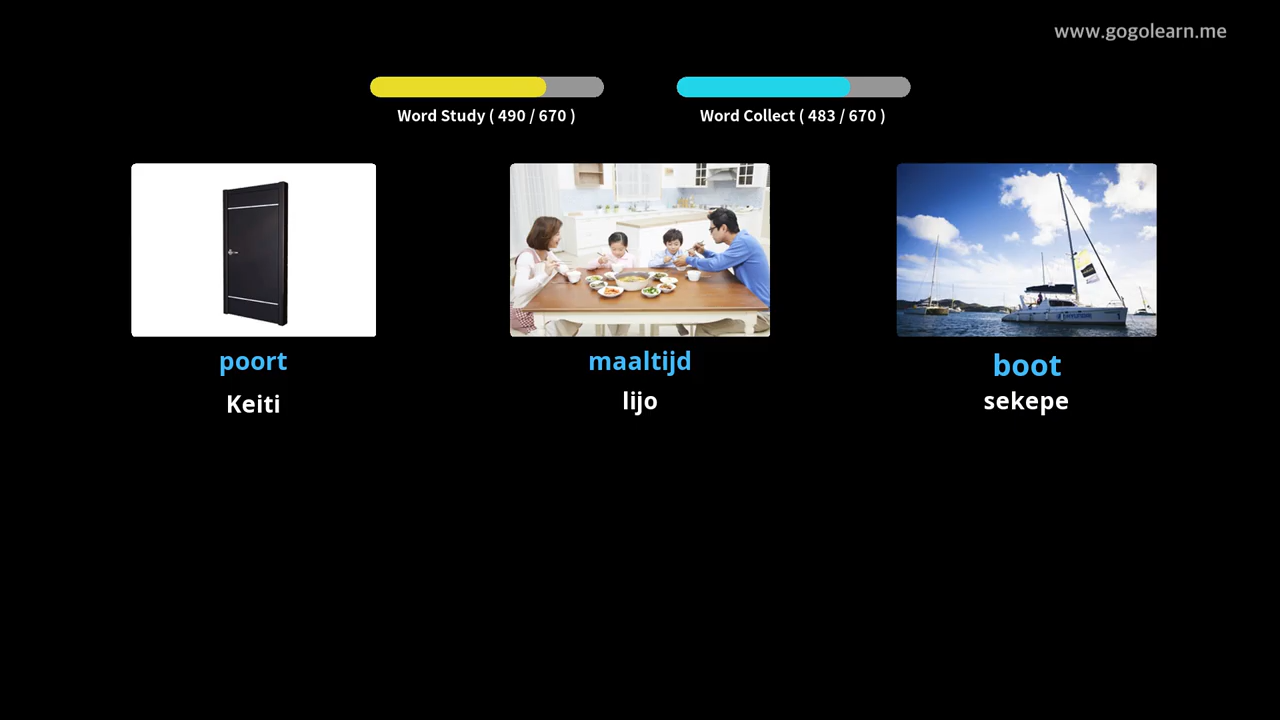 www.gogolearn.me
Word Study ( 490 / 670 )
Word Collect ( 483 / 670 )
poort
maaltijd
boot
Keiti
lijo
sekepe